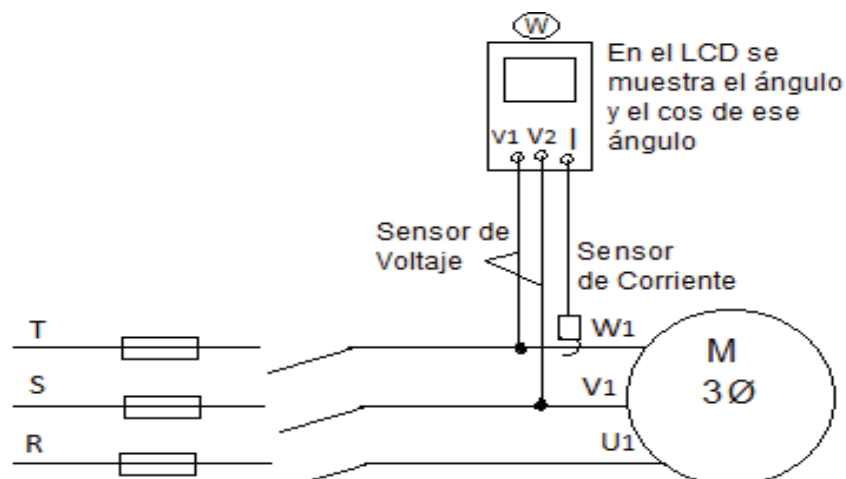 W
En el LCD se
muestra el ángulo
y el cos de ese
ángulo
V1 V2 I
Sensor de
Voltaje
Sensor
de Corriente
T
W1
M
3Ø
S
V1
R
U1